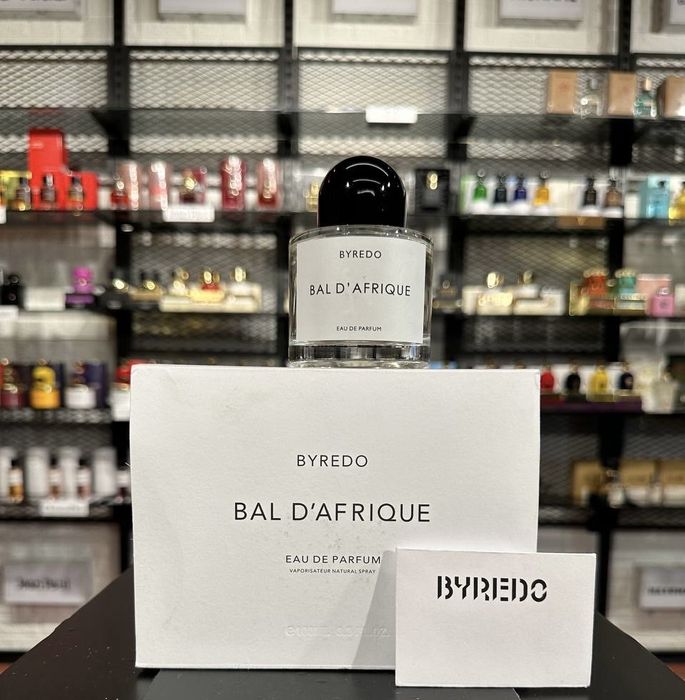 BYREDO
BAL D'AFRIQUE
EAU DE PARFUM
BYREDO
BAL D'AFRIQUE
EAU DE PARFUM
VAPORISATEUR NATURAL SPRAY
BYREDO